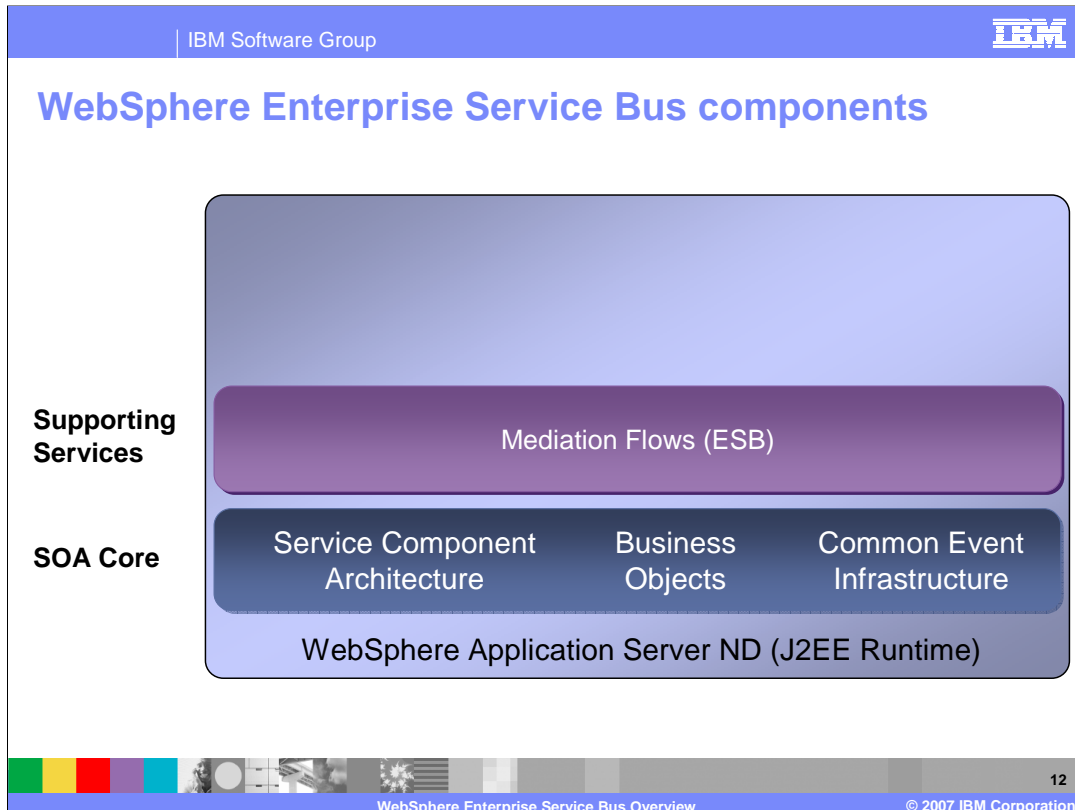 IBM Software Group
IBM
WebSphere Enterprise Service Bus components
Supporting
Services
Mediation Flows (ESB)
SOA Core
Service Component
Architecture
Business
Objects
Common Event
Infrastructure
WebSphere Application Server ND (J2EE Runtime)
12
WebSphere Enterprise Service Bus Overview
© 2007 IBM Corporation